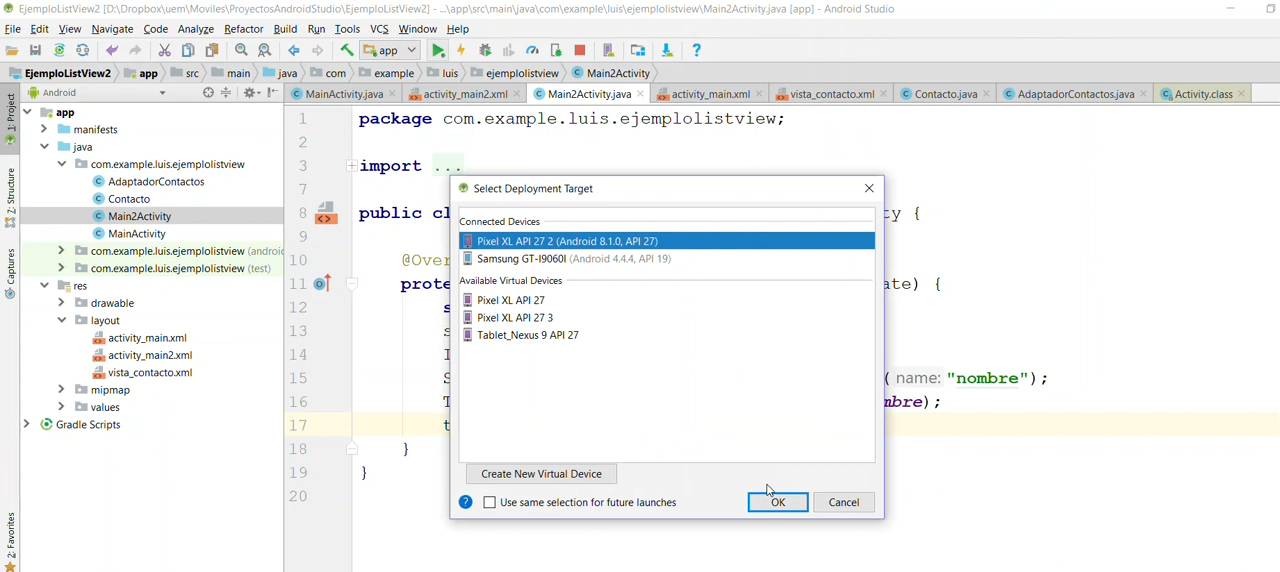 EjemploListView2 [D:\Dropbox\uem\Moviles\ProyectosAndroidStudio\EjemploListView2] - ...\app\src\main\java\com\example\luis\ejemplolistview\Main2Activity.java [app] - Android Studio
File Edit View Navigate Code Analyze Refactor Build Run Tools VCS Window Help
app
EjemploListView2 app src main java com example luis ejemplolistview Main2Activity
Android
MainActivity.java activity_main2.xml Main2Activity.java activity_main.xml vista_contacto.xml Contacto.java AdaptadorContactos.java Activity.class
1: Project
Z: Structure
Captures
2: Favorites
app
manifests
java
com.example.luis.ejemplolistview
AdaptadorContactos
Contacto
Main2Activity
MainActivity
com.example.luis.ejemplolistview (androi
com.example.luis.ejemplolistview (test)
res
drawable
layout
activity_main.xml
activity_main2.xml
vista_contacto.xml
mipmap
values
Gradle Scripts
1 package com.example.luis.ejemplolistview;
2
3 import ...
7
8 public cl ty {
9
10 @Over
11 prote ate) {
12 s
13 s
14 I
15 S ( name: "nombre");
16 T mbre);
17 t
18 }
19 }
20
Select Deployment Target
Connected Devices
Pixel XL API 27 2 (Android 8.1.0, API 27)
Samsung GT-I9060I (Android 4.4.4, API 19)
Available Virtual Devices
Pixel XL API 27
Pixel XL API 27 3
Tablet_Nexus 9 API 27
Create New Virtual Device
? Use same selection for future launches
OK Cancel